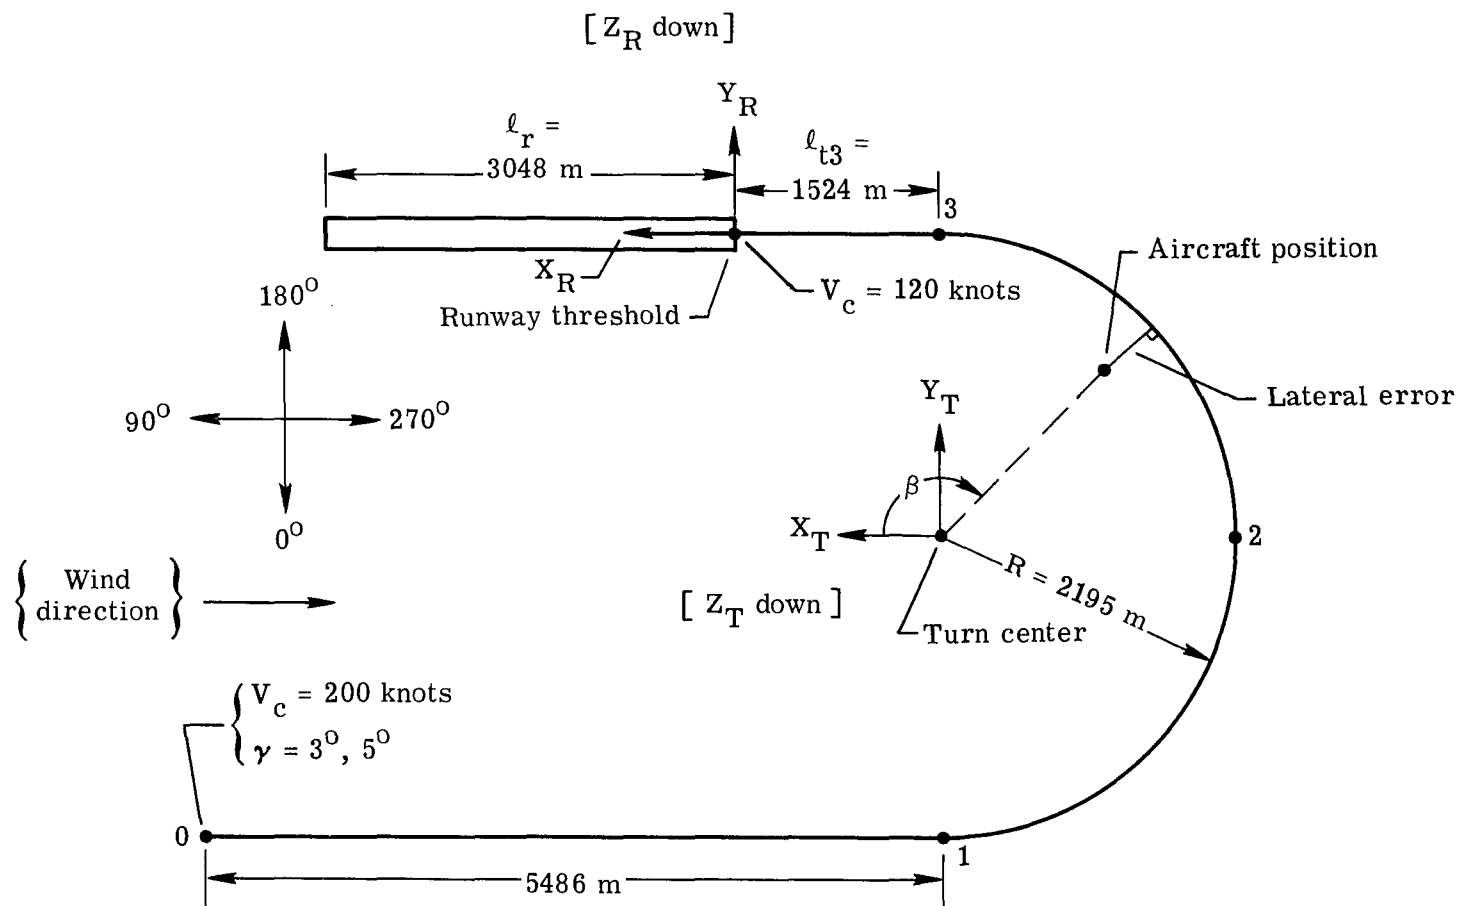 [ Z_R down ]
Y_R
ℓ_r =
3048 m
ℓ_t3 =
1524 m
3
Aircraft position
X_R
V_c = 120 knots
Runway threshold
180°
Lateral error
90°
270°
Y_T
β
0°
X_T
2
R = 2195 m
{ Wind direction }
[ Z_T down ]
Turn center
V_c = 200 knots
γ = 3°, 5°
0
1
5486 m